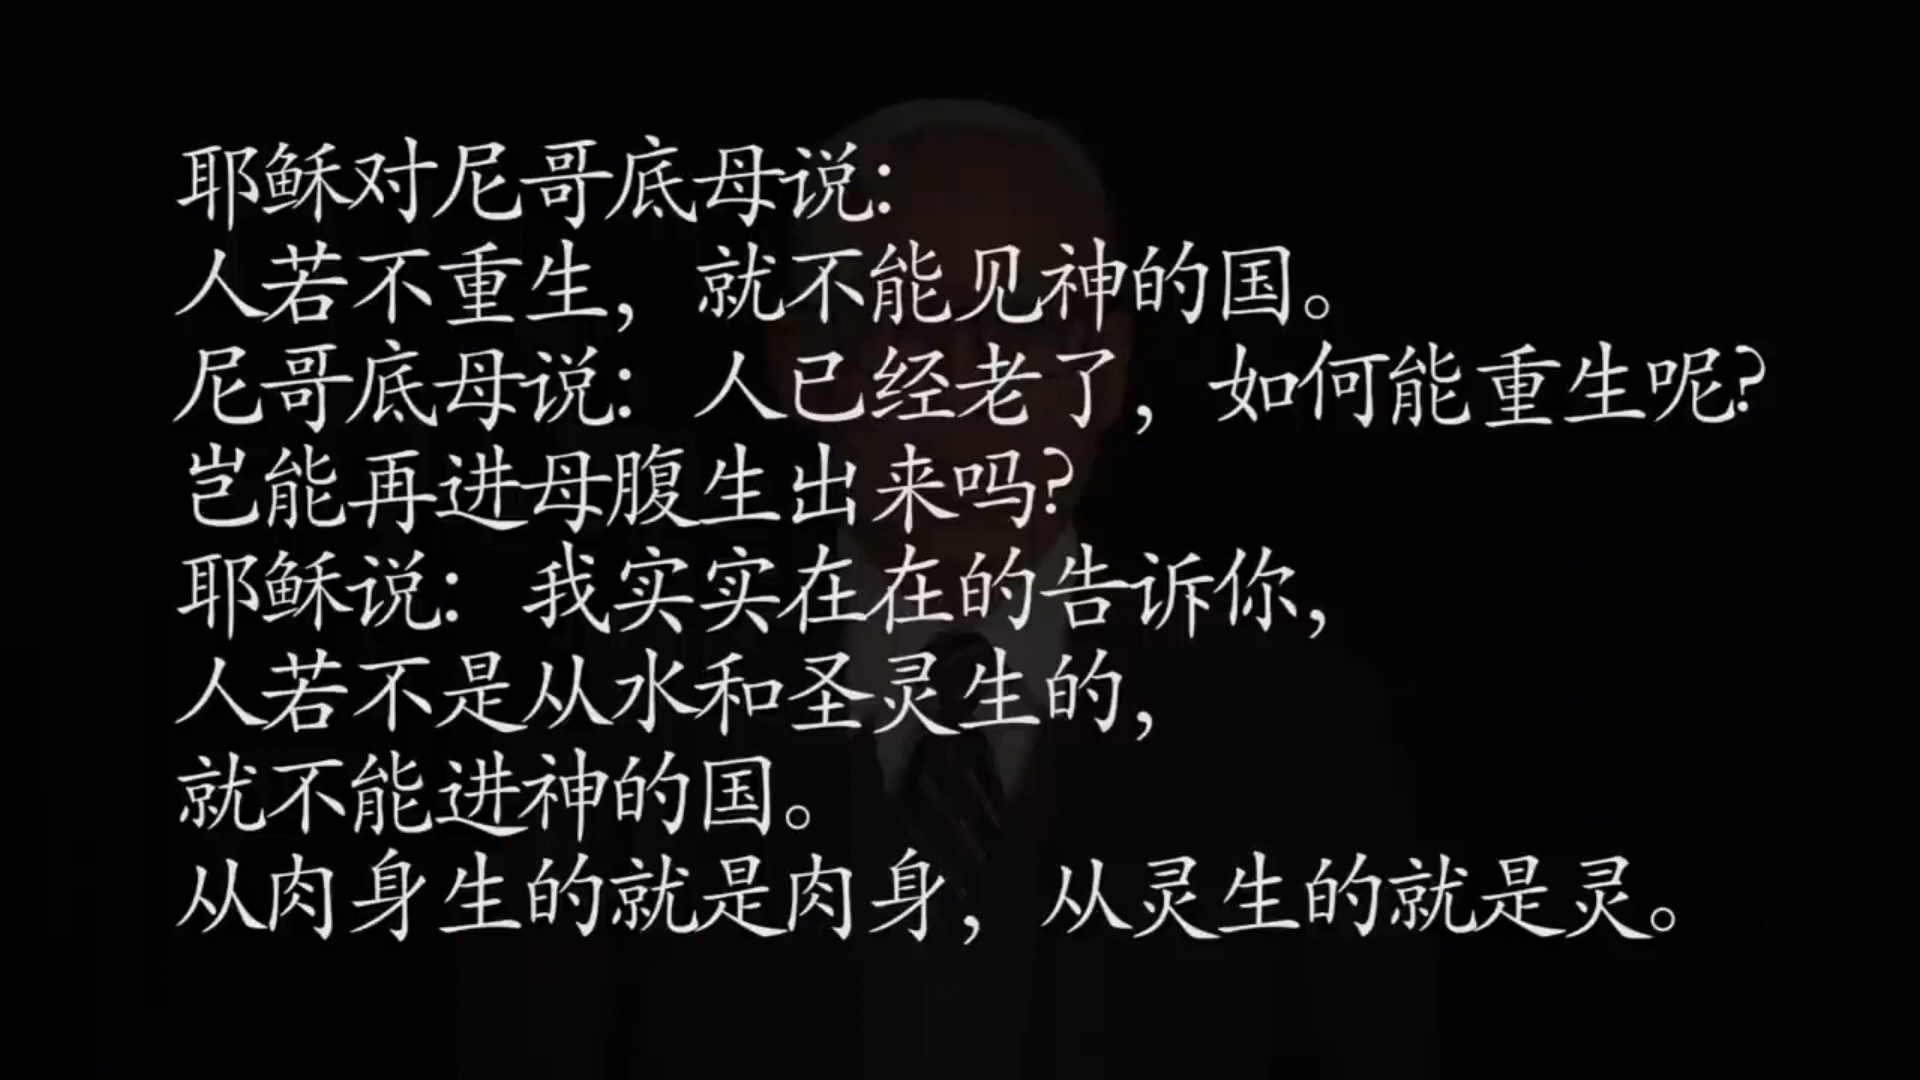 耶稣对尼哥底母说：
人若不重生，就不能见神的国。
尼哥底母说：人已经老了，如何能重生呢？
岂能再进母腹生出来吗？
耶稣说：我实实在在的告诉你，
人若不是从水和圣灵生的，
就不能进神的国。
从肉身生的就是肉身，从灵生的就是灵。